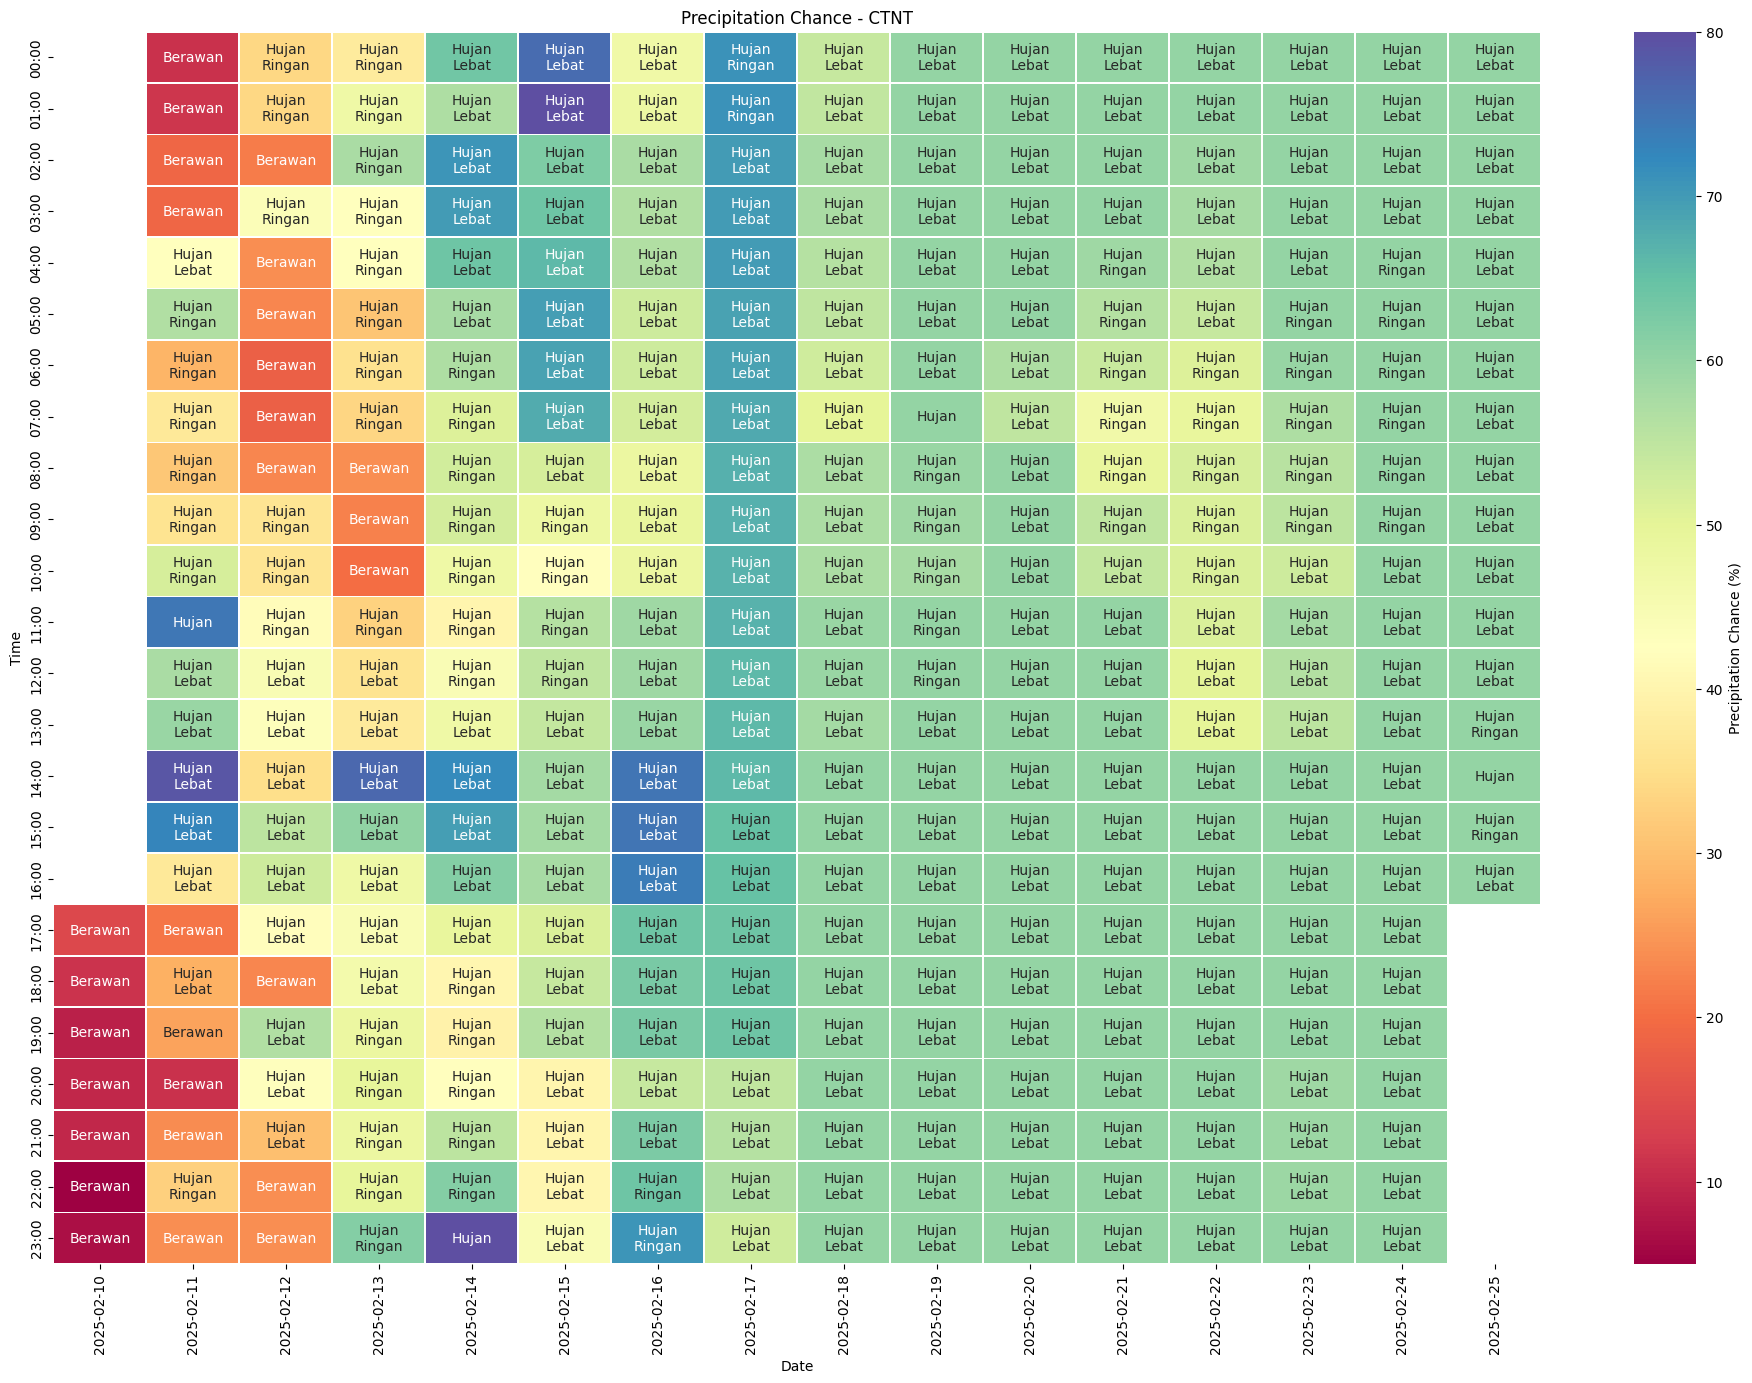 Precipitation Chance - CTNT
00:00 Berawan Hujan Ringan Hujan Ringan Hujan Lebat Hujan Lebat Hujan Lebat Hujan Ringan Hujan Lebat Hujan Lebat Hujan Lebat Hujan Lebat Hujan Lebat Hujan Lebat Hujan Lebat Hujan Lebat
01:00 Berawan Hujan Ringan Hujan Ringan Hujan Lebat Hujan Lebat Hujan Lebat Hujan Ringan Hujan Lebat Hujan Lebat Hujan Lebat Hujan Lebat Hujan Lebat Hujan Lebat Hujan Lebat Hujan Lebat
02:00 Berawan Berawan Hujan Ringan Hujan Lebat Hujan Lebat Hujan Lebat Hujan Lebat Hujan Lebat Hujan Lebat Hujan Lebat Hujan Lebat Hujan Lebat Hujan Lebat Hujan Lebat Hujan Lebat
03:00 Berawan Hujan Ringan Hujan Ringan Hujan Lebat Hujan Lebat Hujan Lebat Hujan Lebat Hujan Lebat Hujan Lebat Hujan Lebat Hujan Lebat Hujan Lebat Hujan Lebat Hujan Lebat Hujan Lebat
04:00 Hujan Lebat Berawan Hujan Ringan Hujan Lebat Hujan Lebat Hujan Lebat Hujan Lebat Hujan Lebat Hujan Lebat Hujan Lebat Hujan Ringan Hujan Lebat Hujan Lebat Hujan Ringan Hujan Lebat
05:00 Hujan Ringan Berawan Hujan Ringan Hujan Lebat Hujan Lebat Hujan Lebat Hujan Lebat Hujan Lebat Hujan Lebat Hujan Lebat Hujan Ringan Hujan Lebat Hujan Ringan Hujan Ringan Hujan Lebat
06:00 Hujan Ringan Berawan Hujan Ringan Hujan Ringan Hujan Lebat Hujan Lebat Hujan Lebat Hujan Lebat Hujan Lebat Hujan Lebat Hujan Ringan Hujan Ringan Hujan Ringan Hujan Ringan Hujan Lebat
07:00 Hujan Ringan Berawan Hujan Ringan Hujan Ringan Hujan Lebat Hujan Lebat Hujan Lebat Hujan Lebat Hujan Hujan Lebat Hujan Ringan Hujan Ringan Hujan Ringan Hujan Ringan Hujan Lebat
08:00 Hujan Ringan Berawan Berawan Hujan Ringan Hujan Lebat Hujan Lebat Hujan Lebat Hujan Lebat Hujan Ringan Hujan Lebat Hujan Ringan Hujan Ringan Hujan Ringan Hujan Ringan Hujan Lebat
09:00 Hujan Ringan Hujan Ringan Berawan Hujan Ringan Hujan Ringan Hujan Lebat Hujan Lebat Hujan Lebat Hujan Ringan Hujan Lebat Hujan Ringan Hujan Ringan Hujan Ringan Hujan Ringan Hujan Lebat
10:00 Hujan Ringan Hujan Ringan Berawan Hujan Ringan Hujan Ringan Hujan Lebat Hujan Lebat Hujan Lebat Hujan Ringan Hujan Lebat Hujan Lebat Hujan Ringan Hujan Lebat Hujan Lebat Hujan Lebat
11:00 Hujan Hujan Ringan Hujan Ringan Hujan Ringan Hujan Ringan Hujan Lebat Hujan Lebat Hujan Lebat Hujan Ringan Hujan Lebat Hujan Lebat Hujan Lebat Hujan Lebat Hujan Lebat Hujan Lebat
12:00 Hujan Lebat Hujan Lebat Hujan Lebat Hujan Ringan Hujan Ringan Hujan Lebat Hujan Lebat Hujan Lebat Hujan Ringan Hujan Lebat Hujan Lebat Hujan Lebat Hujan Lebat Hujan Lebat Hujan Lebat
13:00 Hujan Lebat Hujan Lebat Hujan Lebat Hujan Lebat Hujan Lebat Hujan Lebat Hujan Lebat Hujan Lebat Hujan Lebat Hujan Lebat Hujan Lebat Hujan Lebat Hujan Lebat Hujan Lebat Hujan Ringan
14:00 Hujan Lebat Hujan Lebat Hujan Lebat Hujan Lebat Hujan Lebat Hujan Lebat Hujan Lebat Hujan Lebat Hujan Lebat Hujan Lebat Hujan Lebat Hujan Lebat Hujan Lebat Hujan Lebat Hujan
15:00 Hujan Lebat Hujan Lebat Hujan Lebat Hujan Lebat Hujan Lebat Hujan Lebat Hujan Lebat Hujan Lebat Hujan Lebat Hujan Lebat Hujan Lebat Hujan Lebat Hujan Lebat Hujan Lebat Hujan Ringan
16:00 Hujan Lebat Hujan Lebat Hujan Lebat Hujan Lebat Hujan Lebat Hujan Lebat Hujan Lebat Hujan Lebat Hujan Lebat Hujan Lebat Hujan Lebat Hujan Lebat Hujan Lebat Hujan Lebat Hujan Lebat
17:00 Berawan Berawan Hujan Lebat Hujan Lebat Hujan Lebat Hujan Lebat Hujan Lebat Hujan Lebat Hujan Lebat Hujan Lebat Hujan Lebat Hujan Lebat Hujan Lebat Hujan Lebat Hujan Lebat
18:00 Berawan Hujan Lebat Berawan Hujan Lebat Hujan Ringan Hujan Lebat Hujan Lebat Hujan Lebat Hujan Lebat Hujan Lebat Hujan Lebat Hujan Lebat Hujan Lebat Hujan Lebat Hujan Lebat
19:00 Berawan Berawan Hujan Lebat Hujan Ringan Hujan Ringan Hujan Lebat Hujan Lebat Hujan Lebat Hujan Lebat Hujan Lebat Hujan Lebat Hujan Lebat Hujan Lebat Hujan Lebat Hujan Lebat
20:00 Berawan Berawan Hujan Lebat Hujan Ringan Hujan Ringan Hujan Lebat Hujan Lebat Hujan Lebat Hujan Lebat Hujan Lebat Hujan Lebat Hujan Lebat Hujan Lebat Hujan Lebat Hujan Lebat
21:00 Berawan Berawan Hujan Lebat Hujan Ringan Hujan Ringan Hujan Lebat Hujan Lebat Hujan Lebat Hujan Lebat Hujan Lebat Hujan Lebat Hujan Lebat Hujan Lebat Hujan Lebat Hujan Lebat
22:00 Berawan Hujan Ringan Berawan Hujan Ringan Hujan Ringan Hujan Lebat Hujan Ringan Hujan Lebat Hujan Lebat Hujan Lebat Hujan Lebat Hujan Lebat Hujan Lebat Hujan Lebat Hujan Lebat
23:00 Berawan Berawan Berawan Hujan Ringan Hujan Hujan Lebat Hujan Ringan Hujan Lebat Hujan Lebat Hujan Lebat Hujan Lebat Hujan Lebat Hujan Lebat Hujan Lebat Hujan Lebat
Time
2025-02-10 2025-02-11 2025-02-12 2025-02-13 2025-02-14 2025-02-15 2025-02-16 2025-02-17 2025-02-18 2025-02-19 2025-02-20 2025-02-21 2025-02-22 2025-02-23 2025-02-24 2025-02-25
Date
80
70
60
50
40
30
20
10
Precipitation Chance (%)